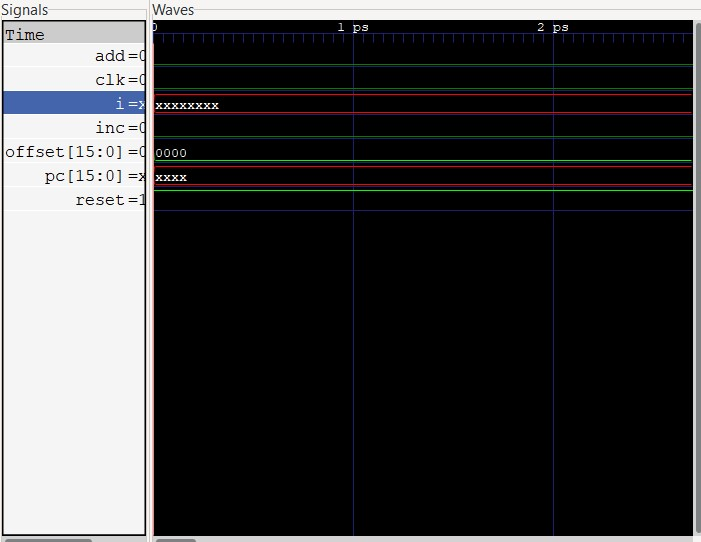 Signals
Waves
Time
0
1 ps
2 ps
add=0
clk=0
i=x
xxxxxxxx
inc=0
offset[15:0]=0
0000
pc[15:0]=x
xxxx
reset=1